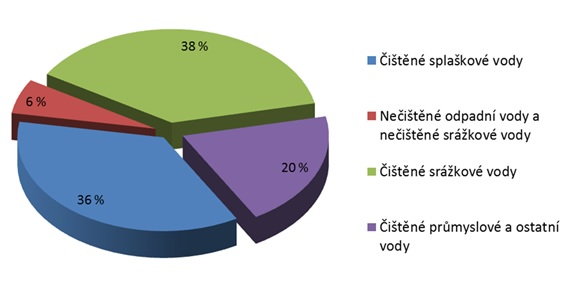 38 %
6 %
20 %
36 %
Čištěné splaškové vody
Nečištěné odpadní vody a
nečištěné srážkové vody
Čištěné srážkové vody
Čištěné průmyslové a ostatní
vody